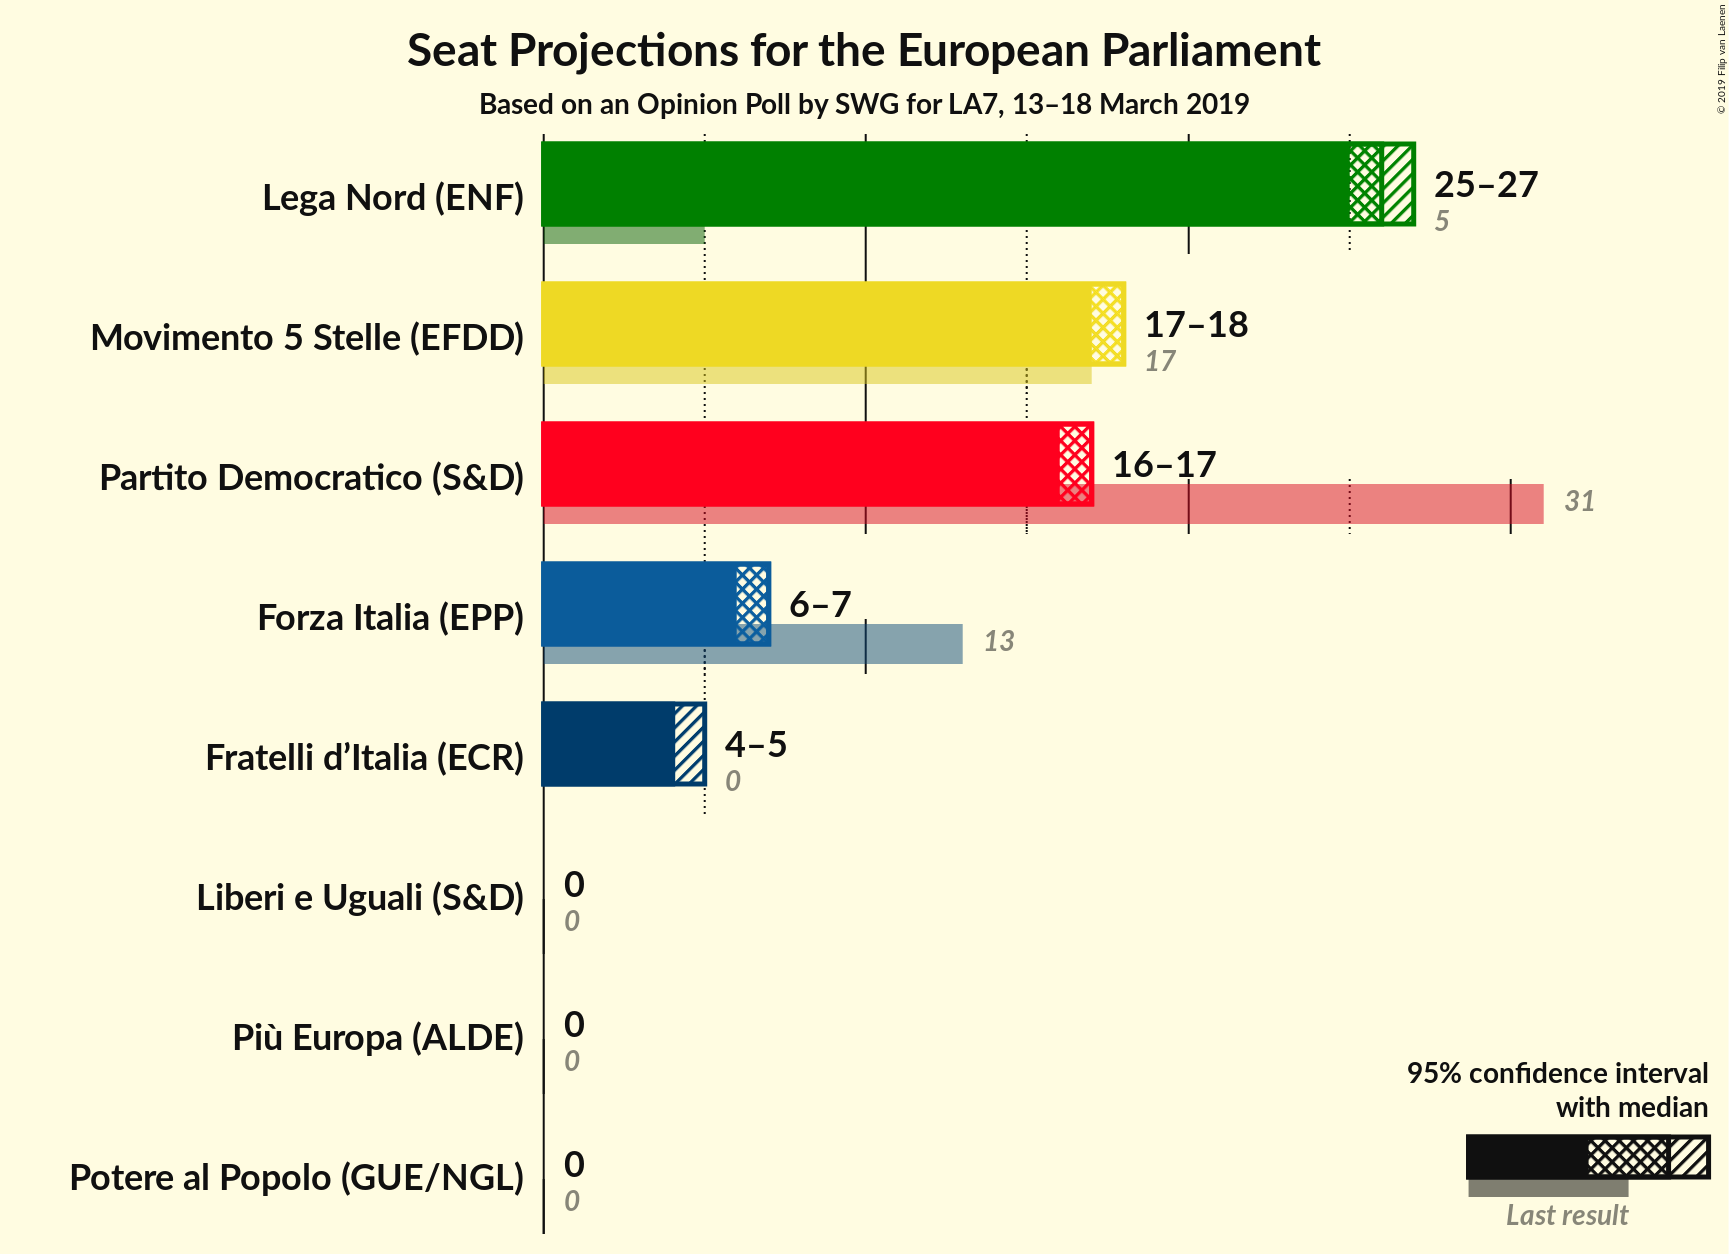 Seat Projections for the European Parliament
Based on an Opinion Poll by SWG for LA7, 13–18 March 2019
© 2019 Filip van Laenen
Lega Nord (ENF)
25–27
5
Movimento 5 Stelle (EFDD)
17–18
17
Partito Democratico (S&D)
16–17
31
Forza Italia (EPP)
6–7
13
Fratelli d’Italia (ECR)
4–5
0
Liberi e Uguali (S&D)
0
0
Più Europa (ALDE)
0
0
Potere al Popolo (GUE/NGL)
0
0
95% confidence interval
with median
Last result